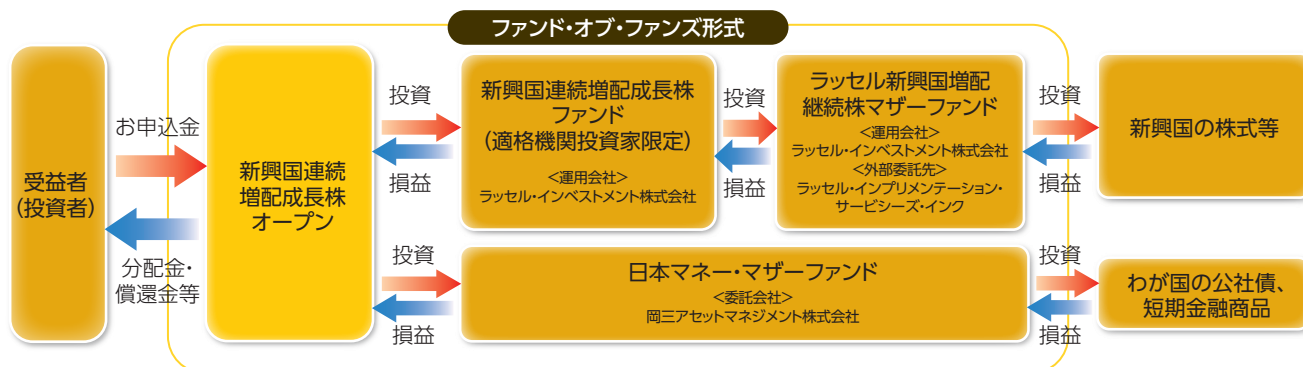 ファンド・オブ・ファンズ形式
受益者
(投資者)
お申込金
分配金・
償還金等
新興国連続
増配成長株
オープン
投資
損益
新興国連続増配成長株
ファンド
(適格機関投資家限定)
<運用会社>
ラッセル・インベストメント株式会社
投資
損益
ラッセル新興国増配
継続株マザーファンド
<運用会社>
ラッセル・インベストメント株式会社
<外部委託先>
ラッセル・インプリメンテーション・
サービシーズ・インク
投資
損益
新興国の株式等
投資
損益
日本マネー・マザーファンド
<委託会社>
岡三アセットマネジメント株式会社
投資
損益
わが国の公社債、
短期金融商品